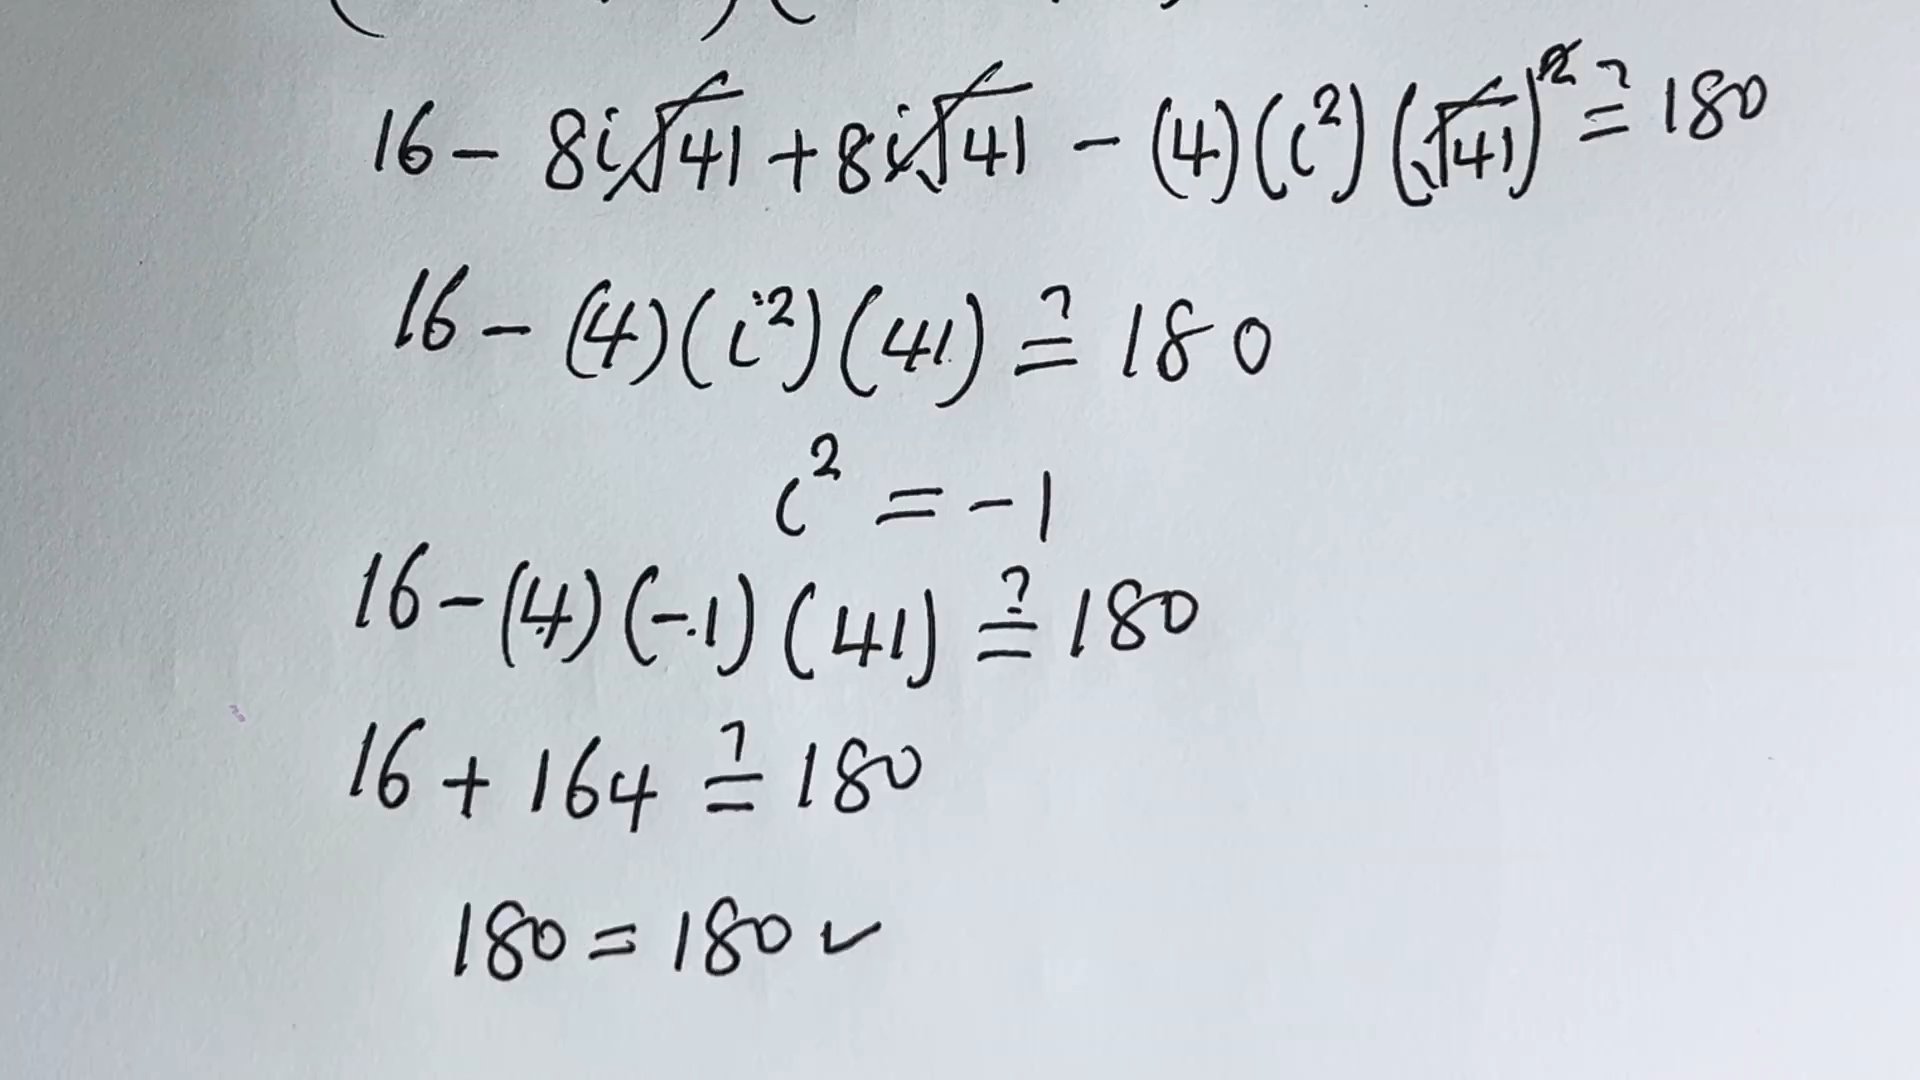 16 - 8i√41 + 8i√41 - (4)(i²)(√41)² ≟ 180
16 - (4)(i²)(41) ≟ 180
i² = -1
16 - (4)(-1)(41) ≟ 180
16 + 164 ≟ 180
180 = 180 ✓